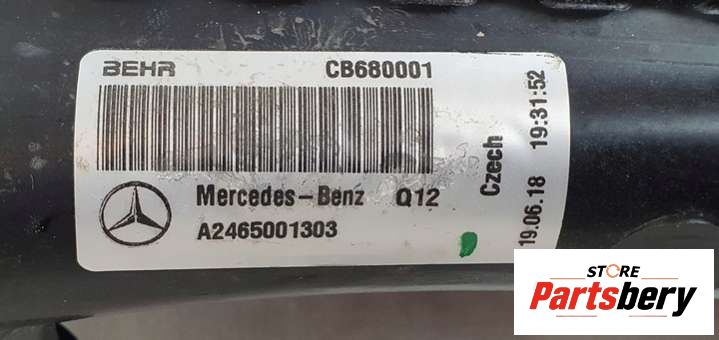 BEHR CB680001
Mercedes-Benz Q12
A2465001303
Czech
19.06.18 19:31:52
STORE
Partsbery